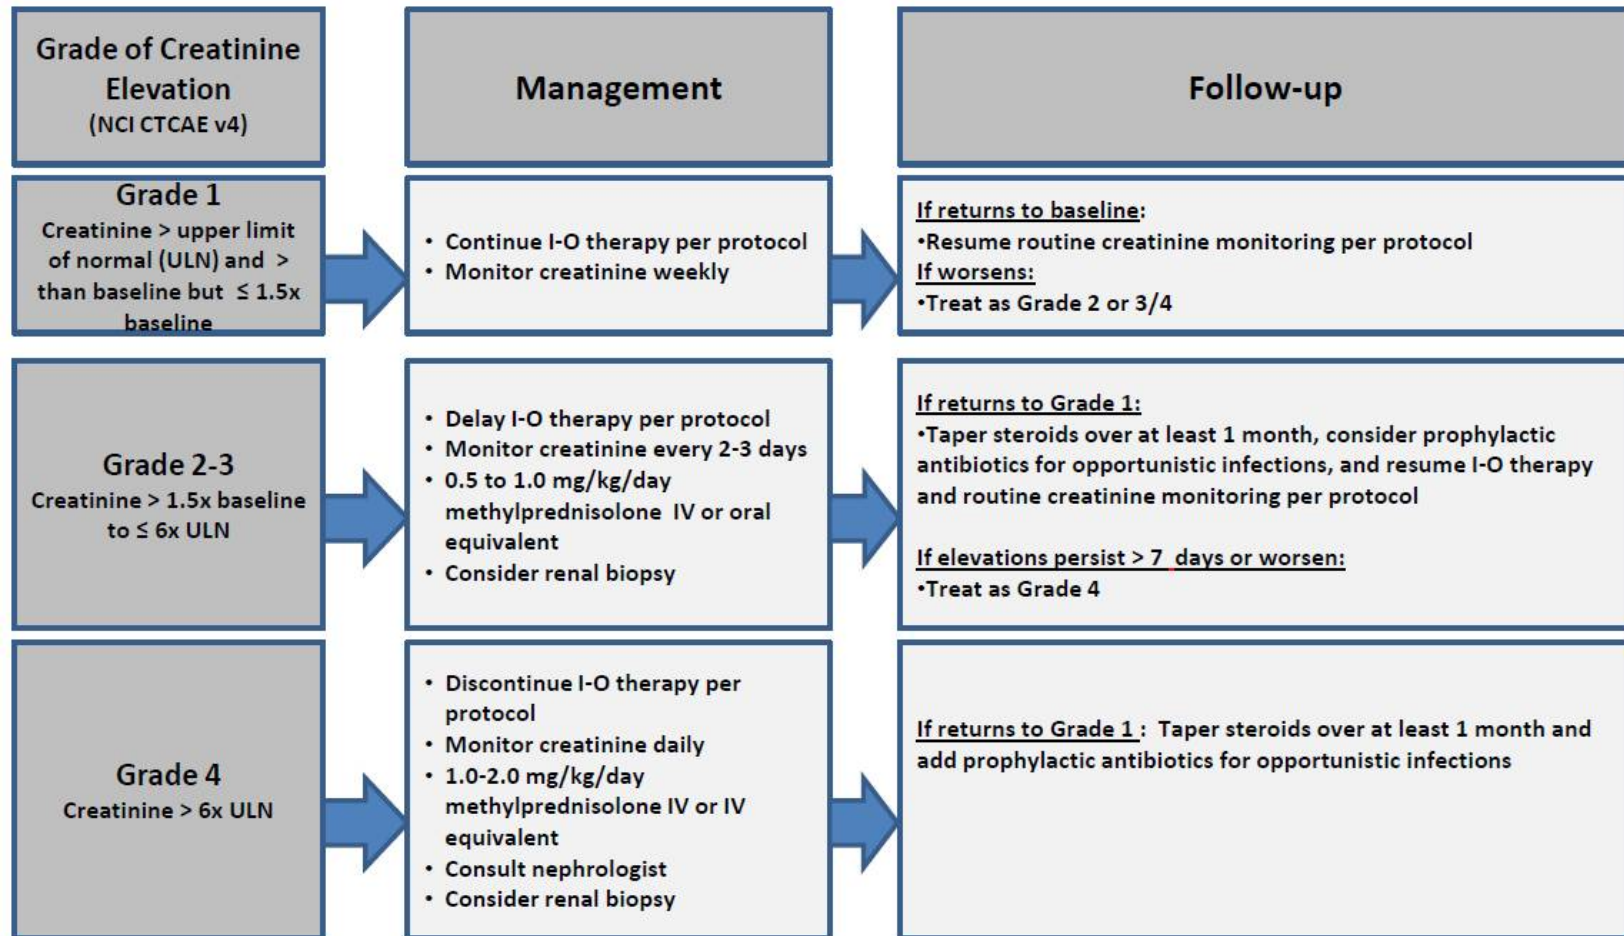 Grade of Creatinine
Elevation
(NCI CTCAE v4)
Management
Follow-up
Grade 1
Creatinine > upper limit
of normal (ULN) and >
than baseline but ≤ 1.5x
baseline
• Continue I-O therapy per protocol
• Monitor creatinine weekly
If returns to baseline:
•Resume routine creatinine monitoring per protocol
If worsens:
•Treat as Grade 2 or 3/4
Grade 2-3
Creatinine > 1.5x baseline
to ≤ 6x ULN
• Delay I-O therapy per protocol
• Monitor creatinine every 2-3 days
• 0.5 to 1.0 mg/kg/day
methylprednisolone IV or oral
equivalent
• Consider renal biopsy
If returns to Grade 1:
•Taper steroids over at least 1 month, consider prophylactic
antibiotics for opportunistic infections, and resume I-O therapy
and routine creatinine monitoring per protocol
If elevations persist > 7 days or worsen:
•Treat as Grade 4
Grade 4
Creatinine > 6x ULN
• Discontinue I-O therapy per
protocol
• Monitor creatinine daily
• 1.0-2.0 mg/kg/day
methylprednisolone IV or IV
equivalent
• Consult nephrologist
• Consider renal biopsy
If returns to Grade 1 : Taper steroids over at least 1 month and
add prophylactic antibiotics for opportunistic infections